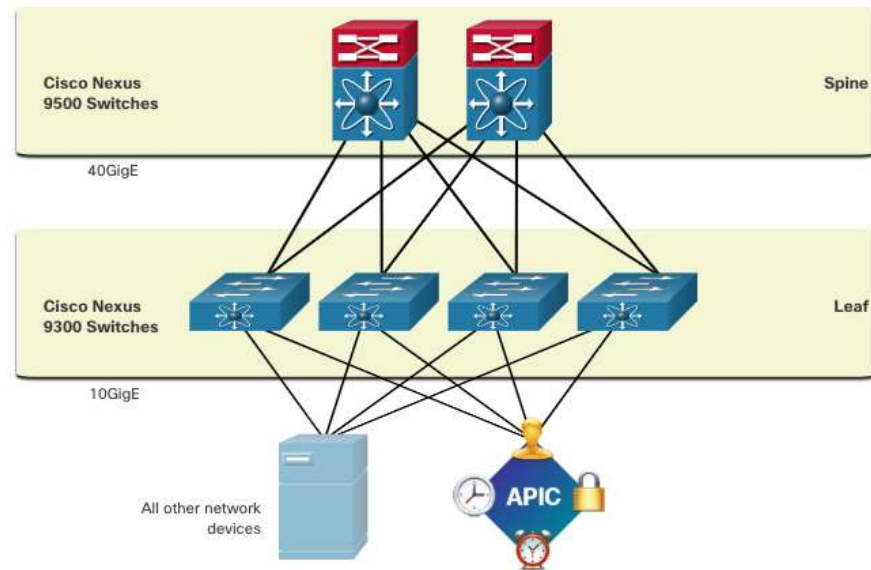 Cisco Nexus
9500 Switches
Spine
40GigE
Cisco Nexus
9300 Switches
Leaf
10GigE
All other network
devices
APIC